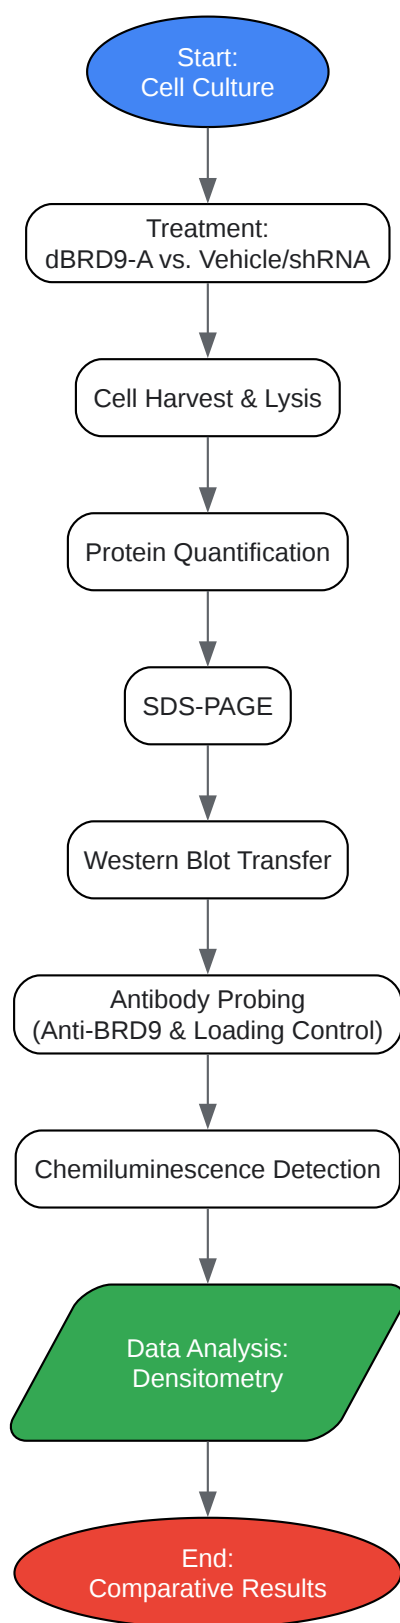 Start:
Cell Culture
Treatment:
dBRD9-A vs. Vehicle/shRNA
Cell Harvest & Lysis
Protein Quantification
SDS-PAGE
Western Blot Transfer
Antibody Probing
(Anti-BRD9 & Loading Control)
Chemiluminescence Detection
Data Analysis:
Densitometry
End:
Comparative Results